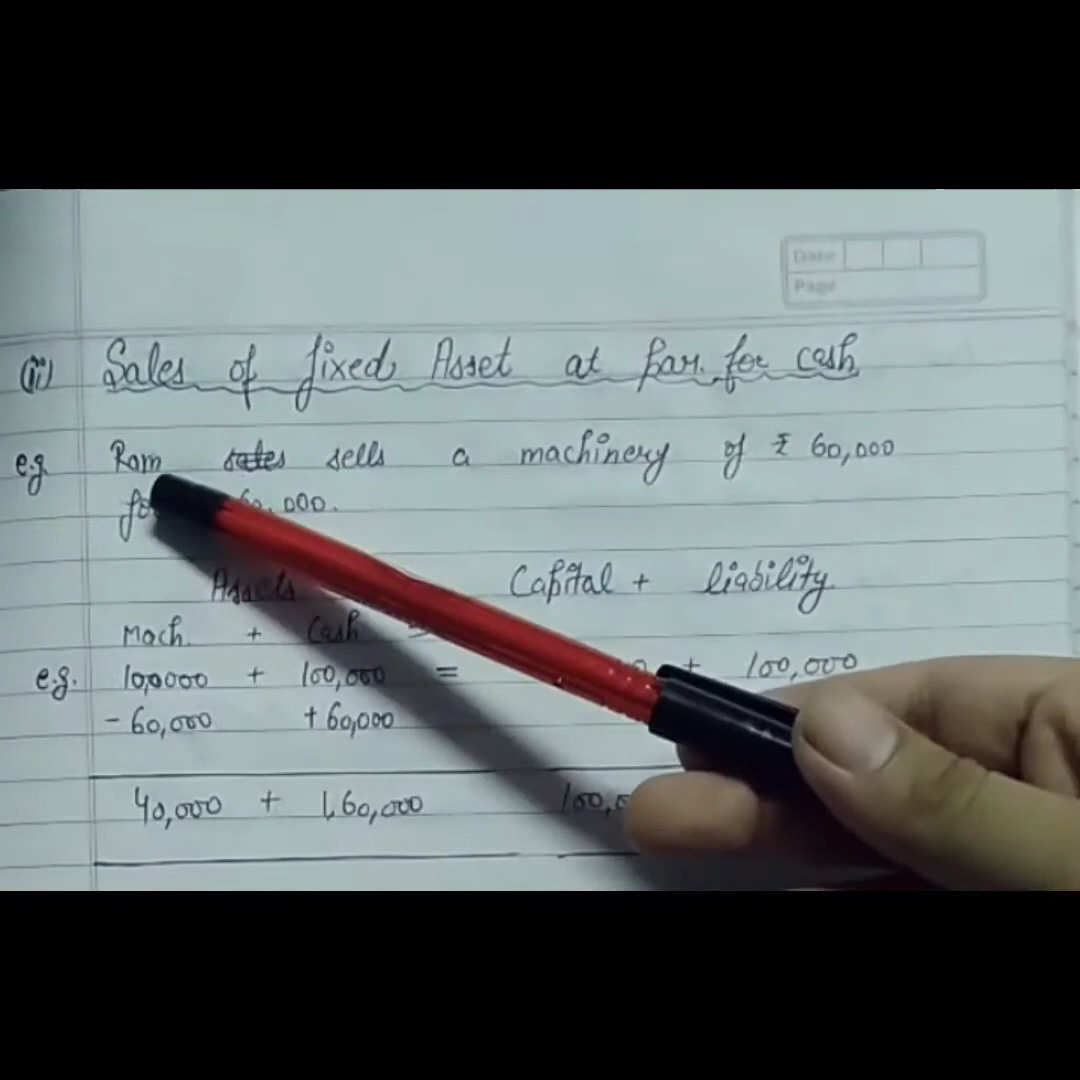 Date
Page
(ii) Sales of fixed Asset at par for cash
e.g. Ram sales sells a machinery of ₹ 60,000
60,000.
Assets Capital + liability
Mach. + Cash =
e.g. 10,0000 + 100,000 = + 100,000
- 60,000 + 60,000
40,000 + 1,60,000